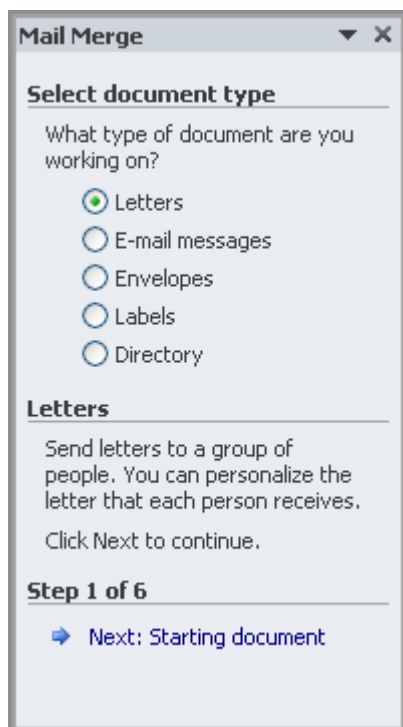 Mail Merge
Select document type
What type of document are you
working on?
Letters
E-mail messages
Envelopes
Labels
Directory
Letters
Send letters to a group of
people. You can personalize the
letter that each person receives.
Click Next to continue.
Step 1 of 6
Next: Starting document